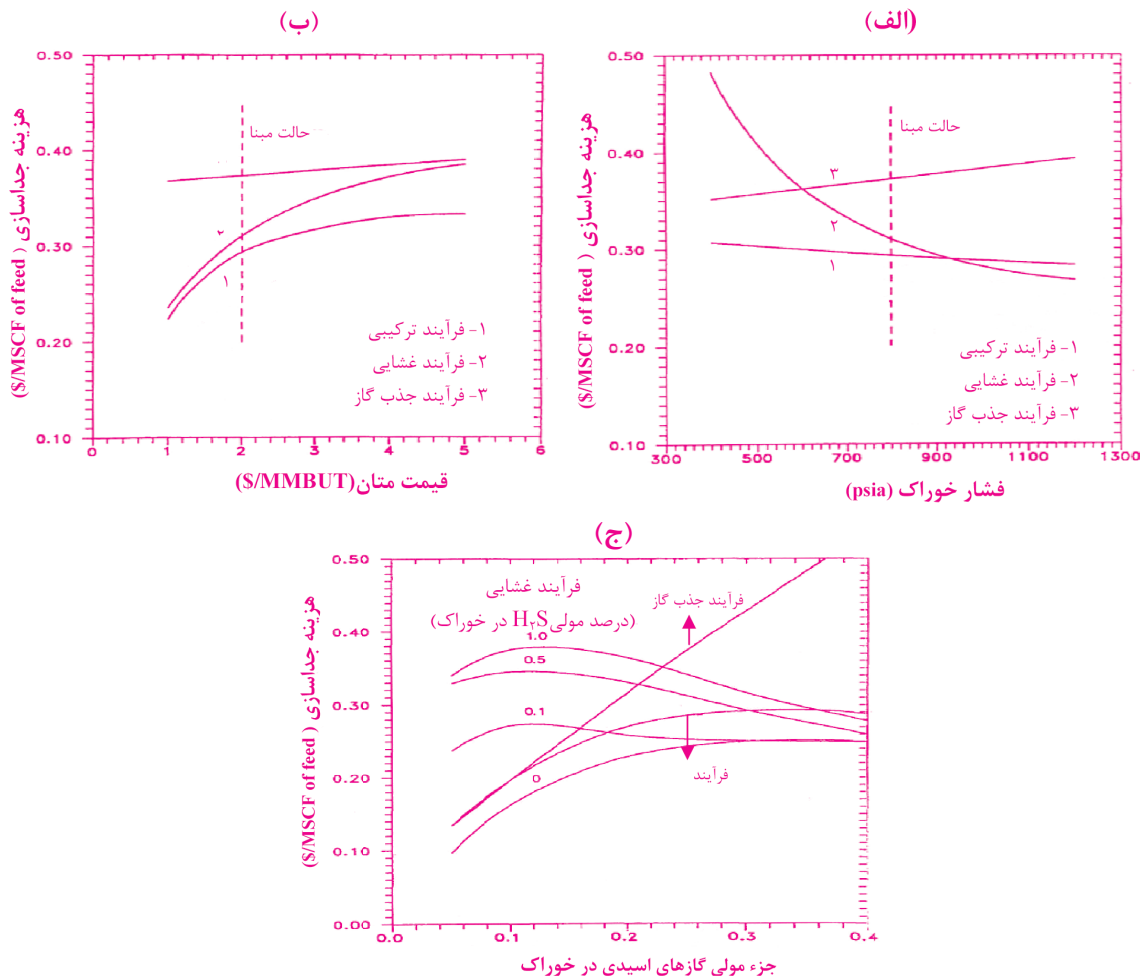 (ب)
0.50
0.40
0.30
0.20
0.10
هزینه جداسازی ($/MSCF of feed)
حالت مبنا
۲
۱
۱- فرآیند ترکیبی
۲- فرآیند غشایی
۳- فرآیند جذب گاز
0 1 2 3 4 5 6
قیمت متان($/MMBUT)
(الف)
0.50
0.40
0.30
0.20
0.10
هزینه جداسازی ($/MSCF of feed)
حالت مبنا
۳
۲
۱
۱- فرآیند ترکیبی
۲- فرآیند غشایی
۳- فرآیند جذب گاز
300 500 700 900 1100 1300
فشار خوراک (psia)
(ج)
0.50
0.40
0.30
0.20
0.10
0.00
هزینه جداسازی ($/MSCF of feed)
فرآیند غشایی
(درصد مولی H۲S در خوراک)
فرآیند جذب گاز
1.0
0.5
0.1
0
فرآیند
0.0 0.1 0.2 0.3 0.4
جزء مولی گازهای اسیدی در خوراک